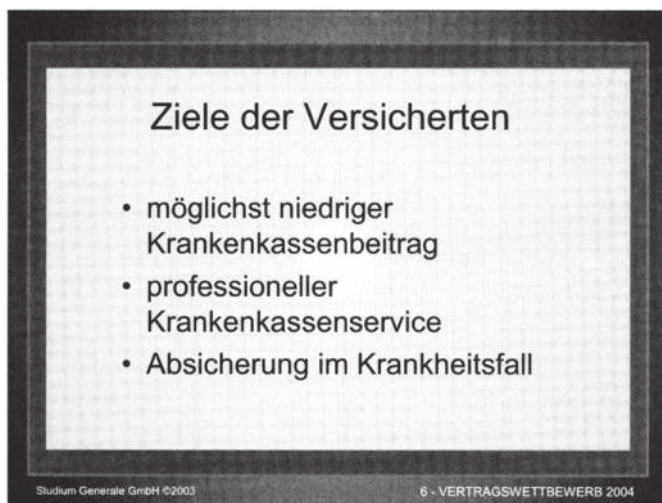 Ziele der Versicherten
• möglichst niedriger
Krankenkassenbeitrag
• professioneller
Krankenkassenservice
• Absicherung im Krankheitsfall
Studium Generale GmbH ©2003
6 - VERTRAGSWETTBEWERB 2004